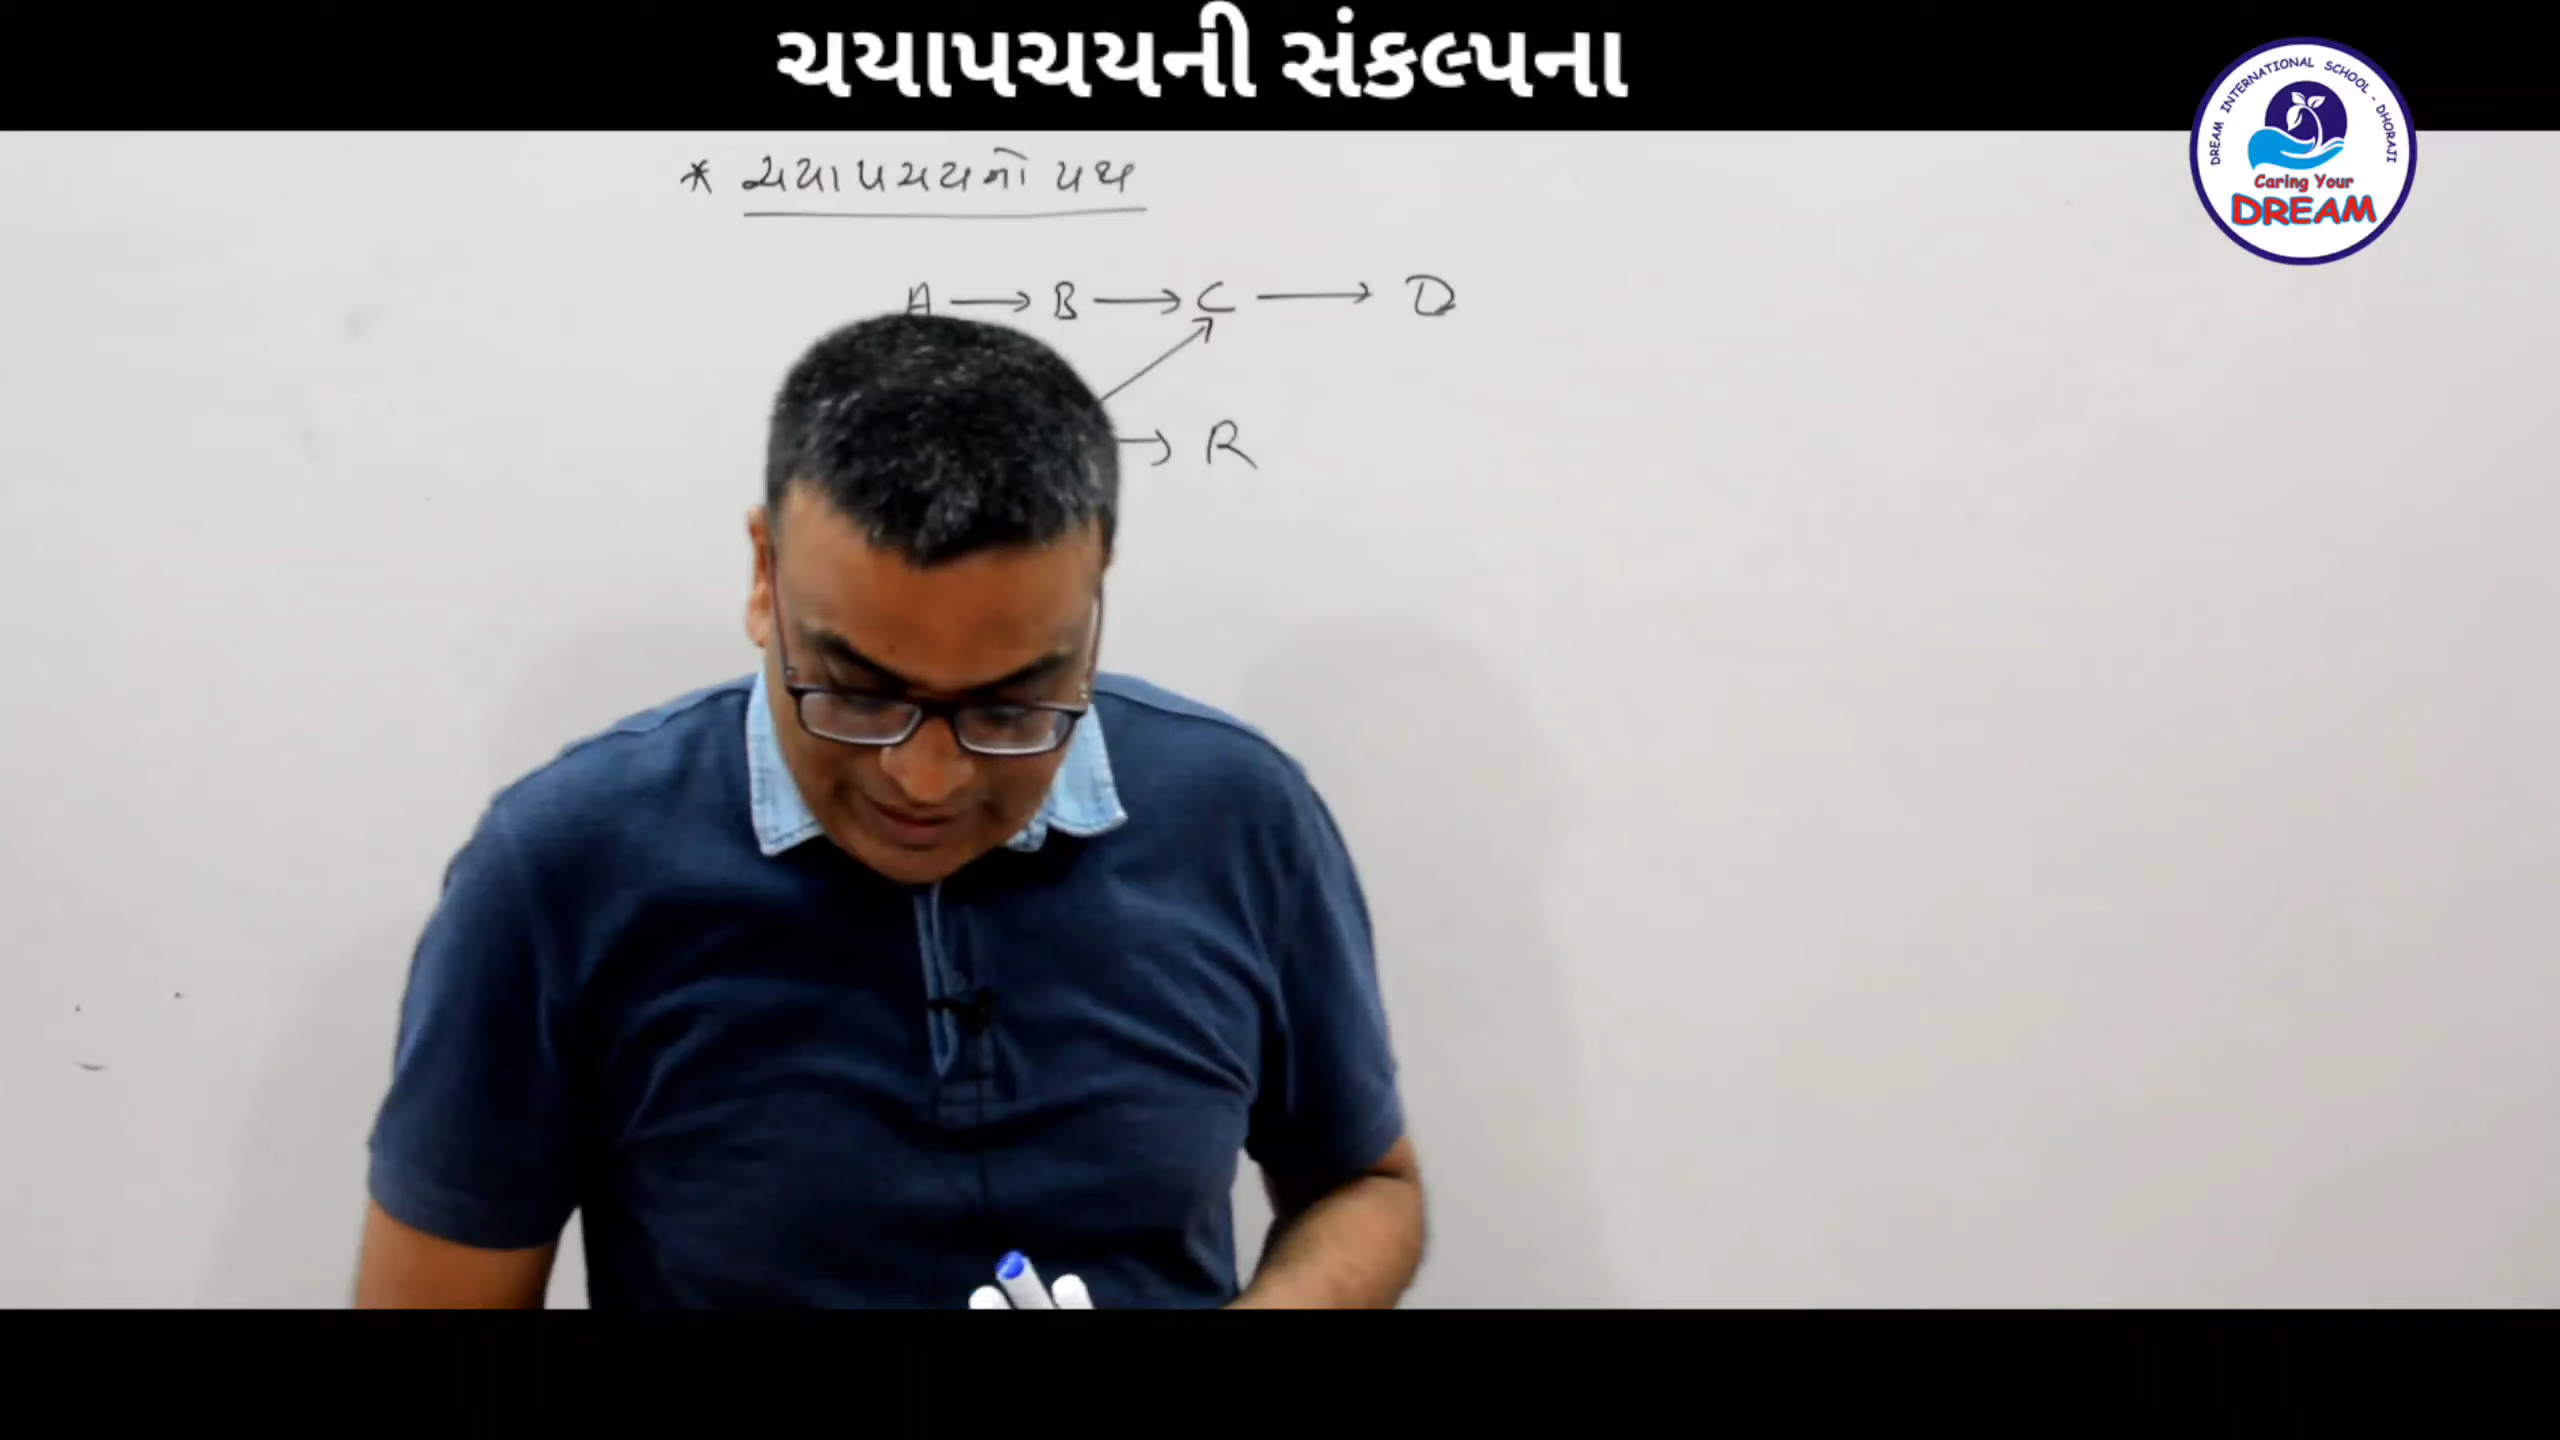 ચયાપચયની સંકલ્પના
DREAM INTERNATIONAL SCHOOL - DHORAJI
Caring Your
DREAM
* ચયાપચયનો પથ
A → B → C → D
→ R